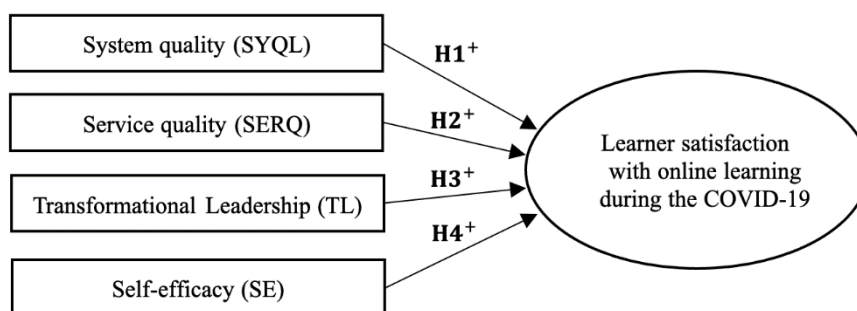 System quality (SYQL)
H1+
Service quality (SERQ)
H2+
Transformational Leadership (TL)
H3+
Self-efficacy (SE)
H4+
Learner satisfaction
with online learning
during the COVID-19